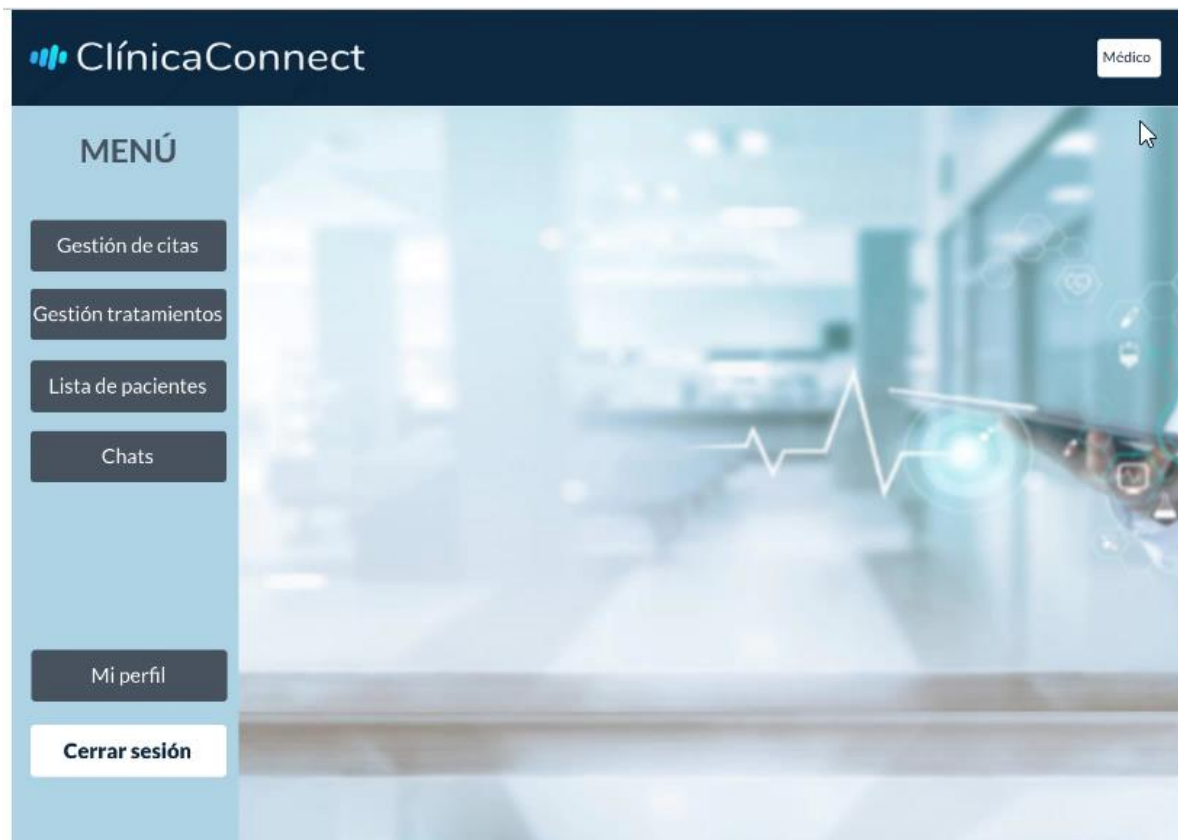 ClínicaConnect
Médico
MENÚ
Gestión de citas
Gestión tratamientos
Lista de pacientes
Chats
Mi perfil
Cerrar sesión